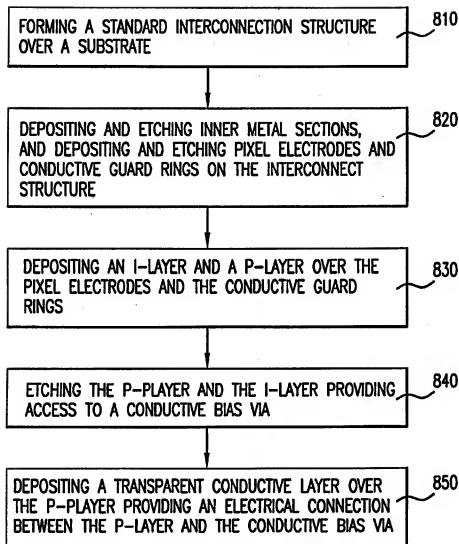 FORMING A STANDARD INTERCONNECTION STRUCTURE
OVER A SUBSTRATE
810
DEPOSITING AND ETCHING INNER METAL SECTIONS,
AND DEPOSITING AND ETCHING PIXEL ELECTRODES AND
CONDUCTIVE GUARD RINGS ON THE INTERCONNECT
STRUCTURE
820
DEPOSITING AN I-LAYER AND A P-LAYER OVER THE
PIXEL ELECTRODES AND THE CONDUCTIVE GUARD
RINGS
830
ETCHING THE P-PLAYER AND THE I-LAYER PROVIDING
ACCESS TO A CONDUCTIVE BIAS VIA
840
DEPOSITING A TRANSPARENT CONDUCTIVE LAYER OVER
THE P-PLAYER PROVIDING AN ELECTRICAL CONNECTION
BETWEEN THE P-LAYER AND THE CONDUCTIVE BIAS VIA
850